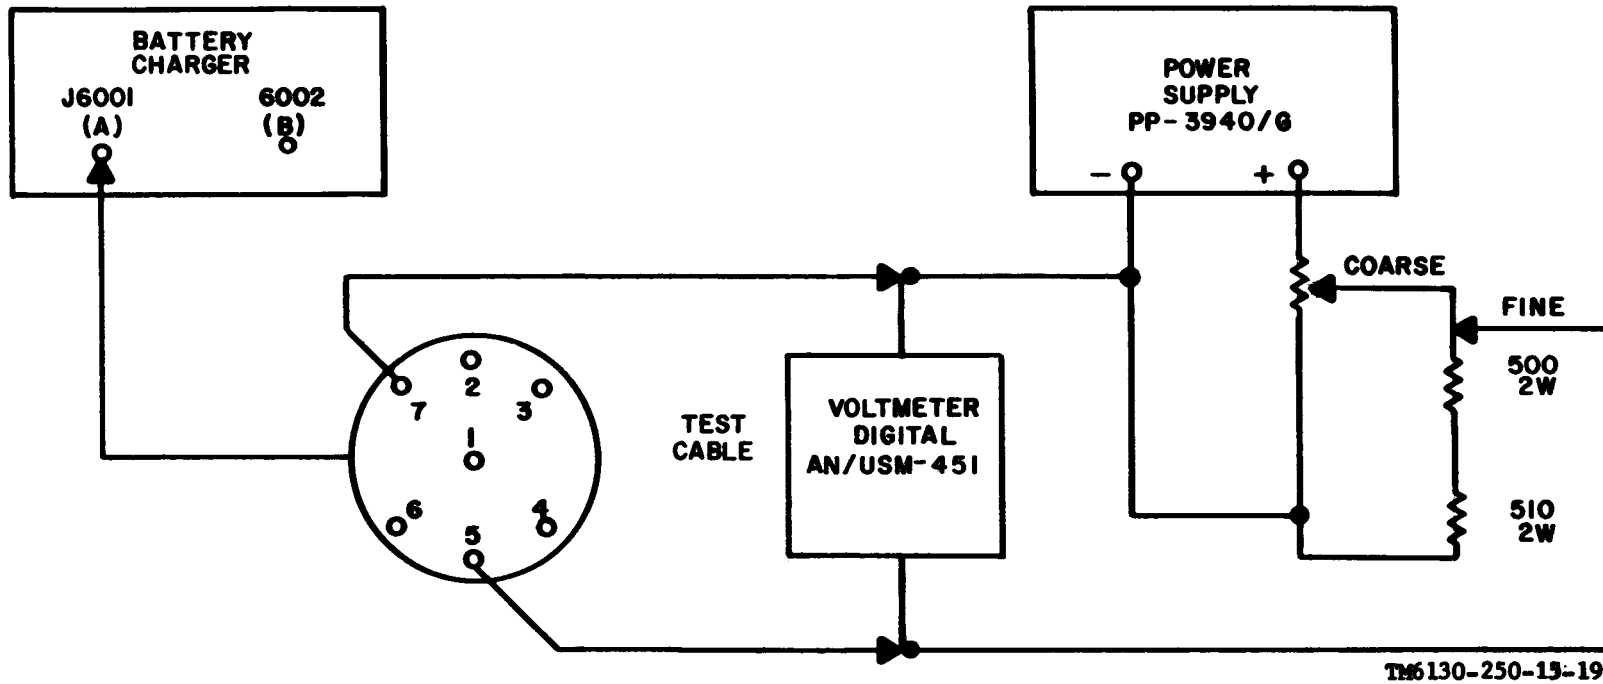 BATTERY
CHARGER
J6001
(A)
6002
(B)
POWER
SUPPLY
PP-3940/G
-
+
COARSE
FINE
500
2W
510
2W
2
7
3
1
6
4
5
TEST
CABLE
VOLTMETER
DIGITAL
AN/USM-451
TM6130-250-15-19